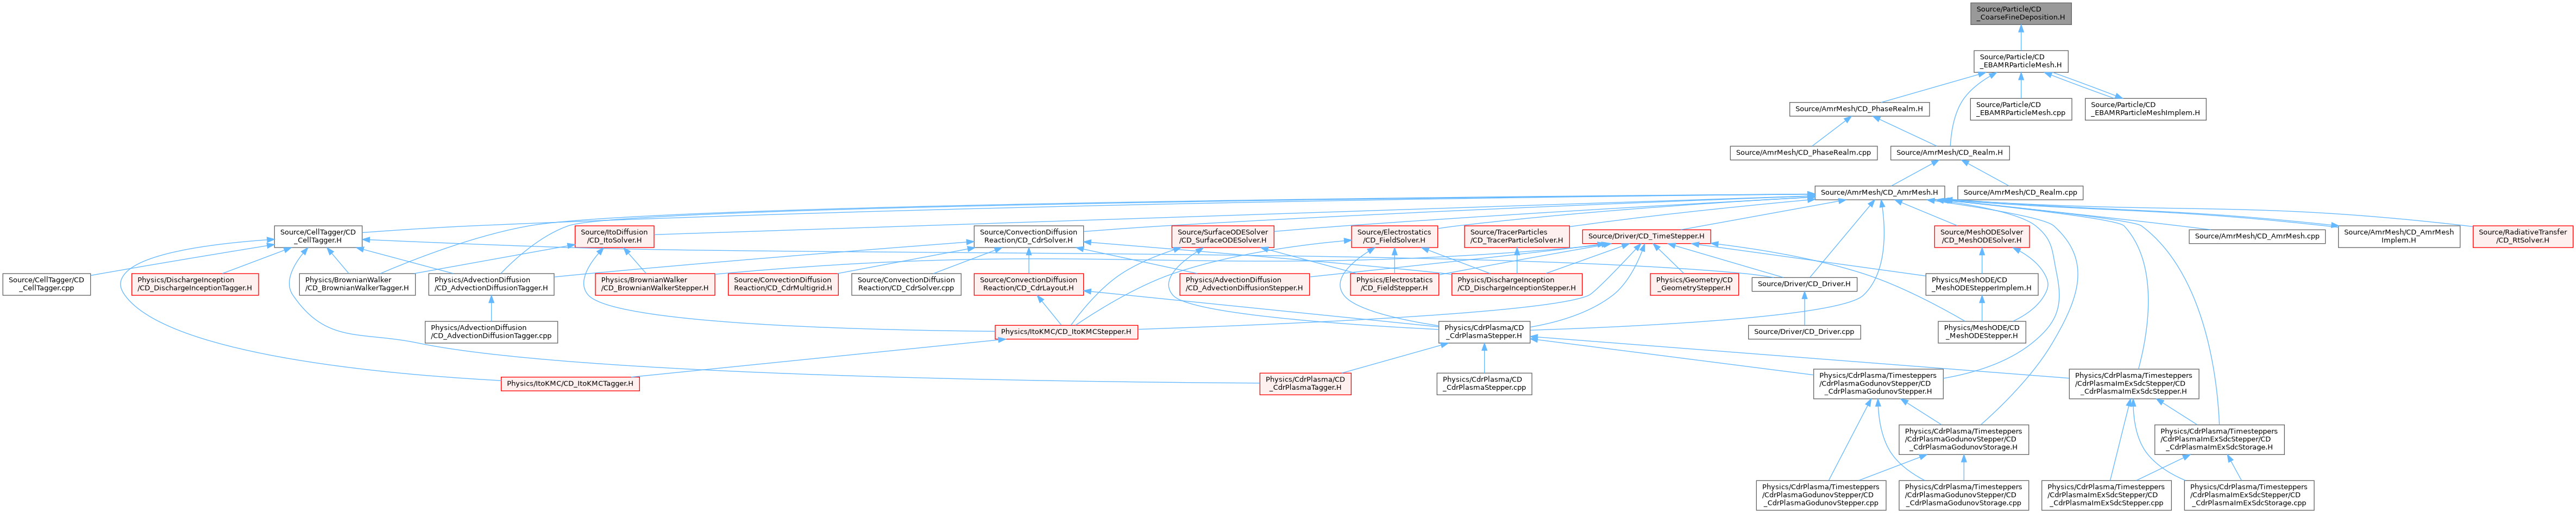 Source/Particle/CD
_CoarseFineDeposition.H
Source/Particle/CD
_EBAMRParticleMesh.H
Source/AmrMesh/CD_PhaseRealm.H
Source/Particle/CD
_EBAMRParticleMesh.cpp
Source/Particle/CD
_EBAMRParticleMeshImplem.H
Source/AmrMesh/CD_PhaseRealm.cpp
Source/AmrMesh/CD_Realm.H
Source/AmrMesh/CD_AmrMesh.H
Source/AmrMesh/CD_Realm.cpp
Source/CellTagger/CD
_CellTagger.H
Source/ItoDiffusion
/CD_ItoSolver.H
Source/ConvectionDiffusion
Reaction/CD_CdrSolver.H
Source/SurfaceODESolver
/CD_SurfaceODESolver.H
Source/Electrostatics
/CD_FieldSolver.H
Source/TracerParticles
/CD_TracerParticleSolver.H
Source/Driver/CD_TimeStepper.H
Source/MeshODESolver
/CD_MeshODESolver.H
Source/AmrMesh/CD_AmrMesh.cpp
Source/AmrMesh/CD_AmrMesh
Implem.H
Source/RadiativeTransfer
/CD_RtSolver.H
Source/CellTagger/CD
_CellTagger.cpp
Physics/DischargeInception
/CD_DischargeInceptionTagger.H
Physics/BrownianWalker
/CD_BrownianWalkerTagger.H
Physics/AdvectionDiffusion
/CD_AdvectionDiffusionTagger.H
Physics/BrownianWalker
/CD_BrownianWalkerStepper.H
Source/ConvectionDiffusion
Reaction/CD_CdrMultigrid.H
Source/ConvectionDiffusion
Reaction/CD_CdrSolver.cpp
Source/ConvectionDiffusion
Reaction/CD_CdrLayout.H
Physics/AdvectionDiffusion
/CD_AdvectionDiffusionStepper.H
Physics/Electrostatics
/CD_FieldStepper.H
Physics/DischargeInception
/CD_DischargeInceptionStepper.H
Physics/Geometry/CD
_GeometryStepper.H
Source/Driver/CD_Driver.H
Physics/MeshODE/CD
_MeshODEStepperImplem.H
Physics/AdvectionDiffusion
/CD_AdvectionDiffusionTagger.cpp
Physics/ItoKMC/CD_ItoKMCStepper.H
Physics/CdrPlasma/CD
_CdrPlasmaStepper.H
Source/Driver/CD_Driver.cpp
Physics/MeshODE/CD
_MeshODEStepper.H
Physics/ItoKMC/CD_ItoKMCTagger.H
Physics/CdrPlasma/CD
_CdrPlasmaTagger.H
Physics/CdrPlasma/CD
_CdrPlasmaStepper.cpp
Physics/CdrPlasma/Timesteppers
/CdrPlasmaGodunovStepper/CD
_CdrPlasmaGodunovStepper.H
Physics/CdrPlasma/Timesteppers
/CdrPlasmaImExSdcStepper/CD
_CdrPlasmaImExSdcStepper.H
Physics/CdrPlasma/Timesteppers
/CdrPlasmaGodunovStepper/CD
_CdrPlasmaGodunovStorage.H
Physics/CdrPlasma/Timesteppers
/CdrPlasmaImExSdcStepper/CD
_CdrPlasmaImExSdcStorage.H
Physics/CdrPlasma/Timesteppers
/CdrPlasmaGodunovStepper/CD
_CdrPlasmaGodunovStepper.cpp
Physics/CdrPlasma/Timesteppers
/CdrPlasmaGodunovStepper/CD
_CdrPlasmaGodunovStorage.cpp
Physics/CdrPlasma/Timesteppers
/CdrPlasmaImExSdcStepper/CD
_CdrPlasmaImExSdcStepper.cpp
Physics/CdrPlasma/Timesteppers
/CdrPlasmaImExSdcStepper/CD
_CdrPlasmaImExSdcStorage.cpp